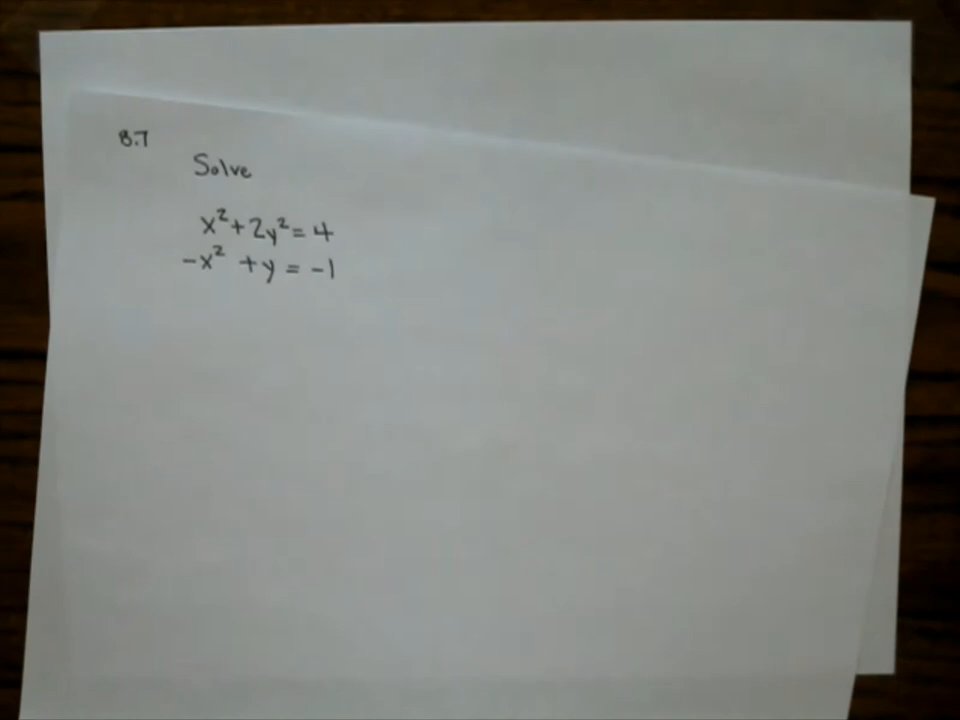 8.7
Solve
x²+2y²=4
-x² +y = -1